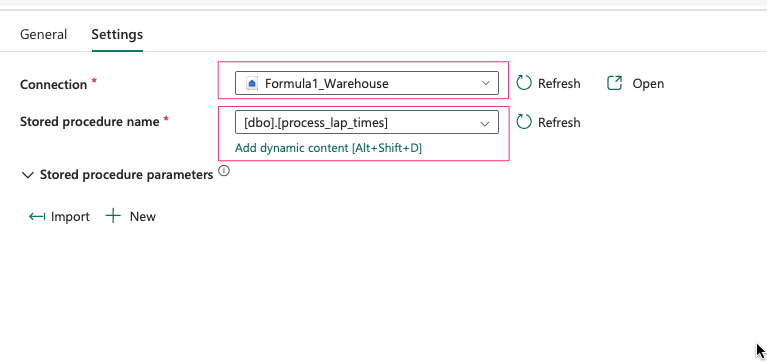 General Settings
Connection * Formula1_Warehouse Refresh Open
Stored procedure name * [dbo].[process_lap_times] Refresh
Add dynamic content [Alt+Shift+D]
Stored procedure parameters
Import New